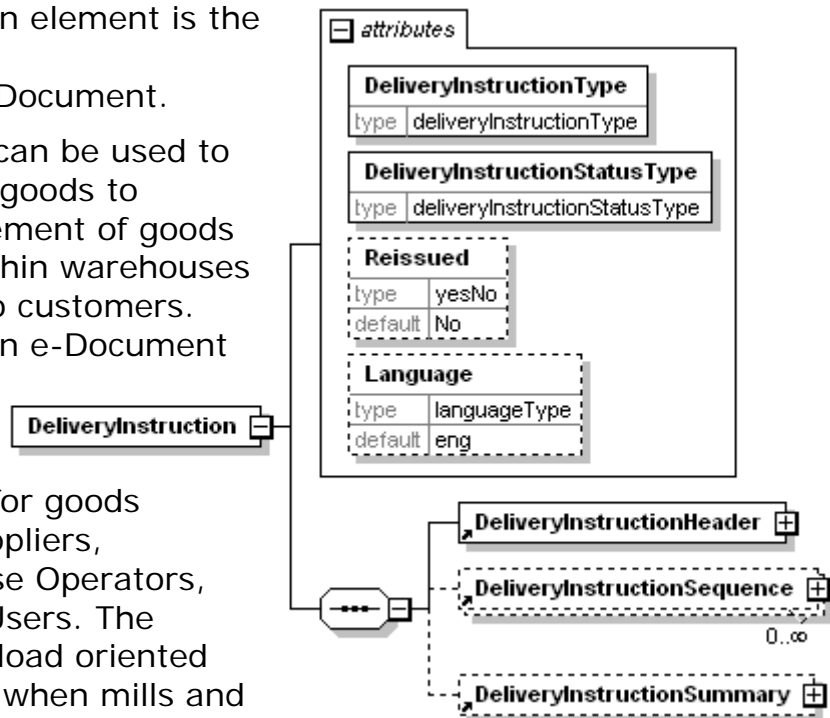 n element is the
Document.
can be used to
goods to
ement of goods
thin warehouses
o customers.
n e-Document
or goods
ppliers,
se Operators,
Users. The
load oriented
when mills and
attributes
DeliveryInstructionType
type deliveryInstructionType
DeliveryInstructionStatusType
type deliveryInstructionStatusType
Reissued
type yesNo
default No
Language
type languageType
default eng
DeliveryInstruction
DeliveryInstructionHeader
DeliveryInstructionSequence
0..∞
DeliveryInstructionSummary